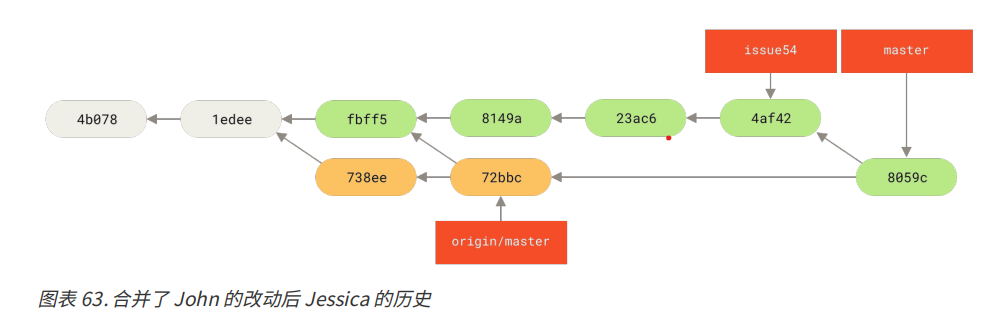 issue54 master
4b078 1edee fbff5 8149a 23ac6 4af42
738ee 72bbc 8059c
origin/master
图表 63. 合并了 John 的改动后 Jessica 的历史